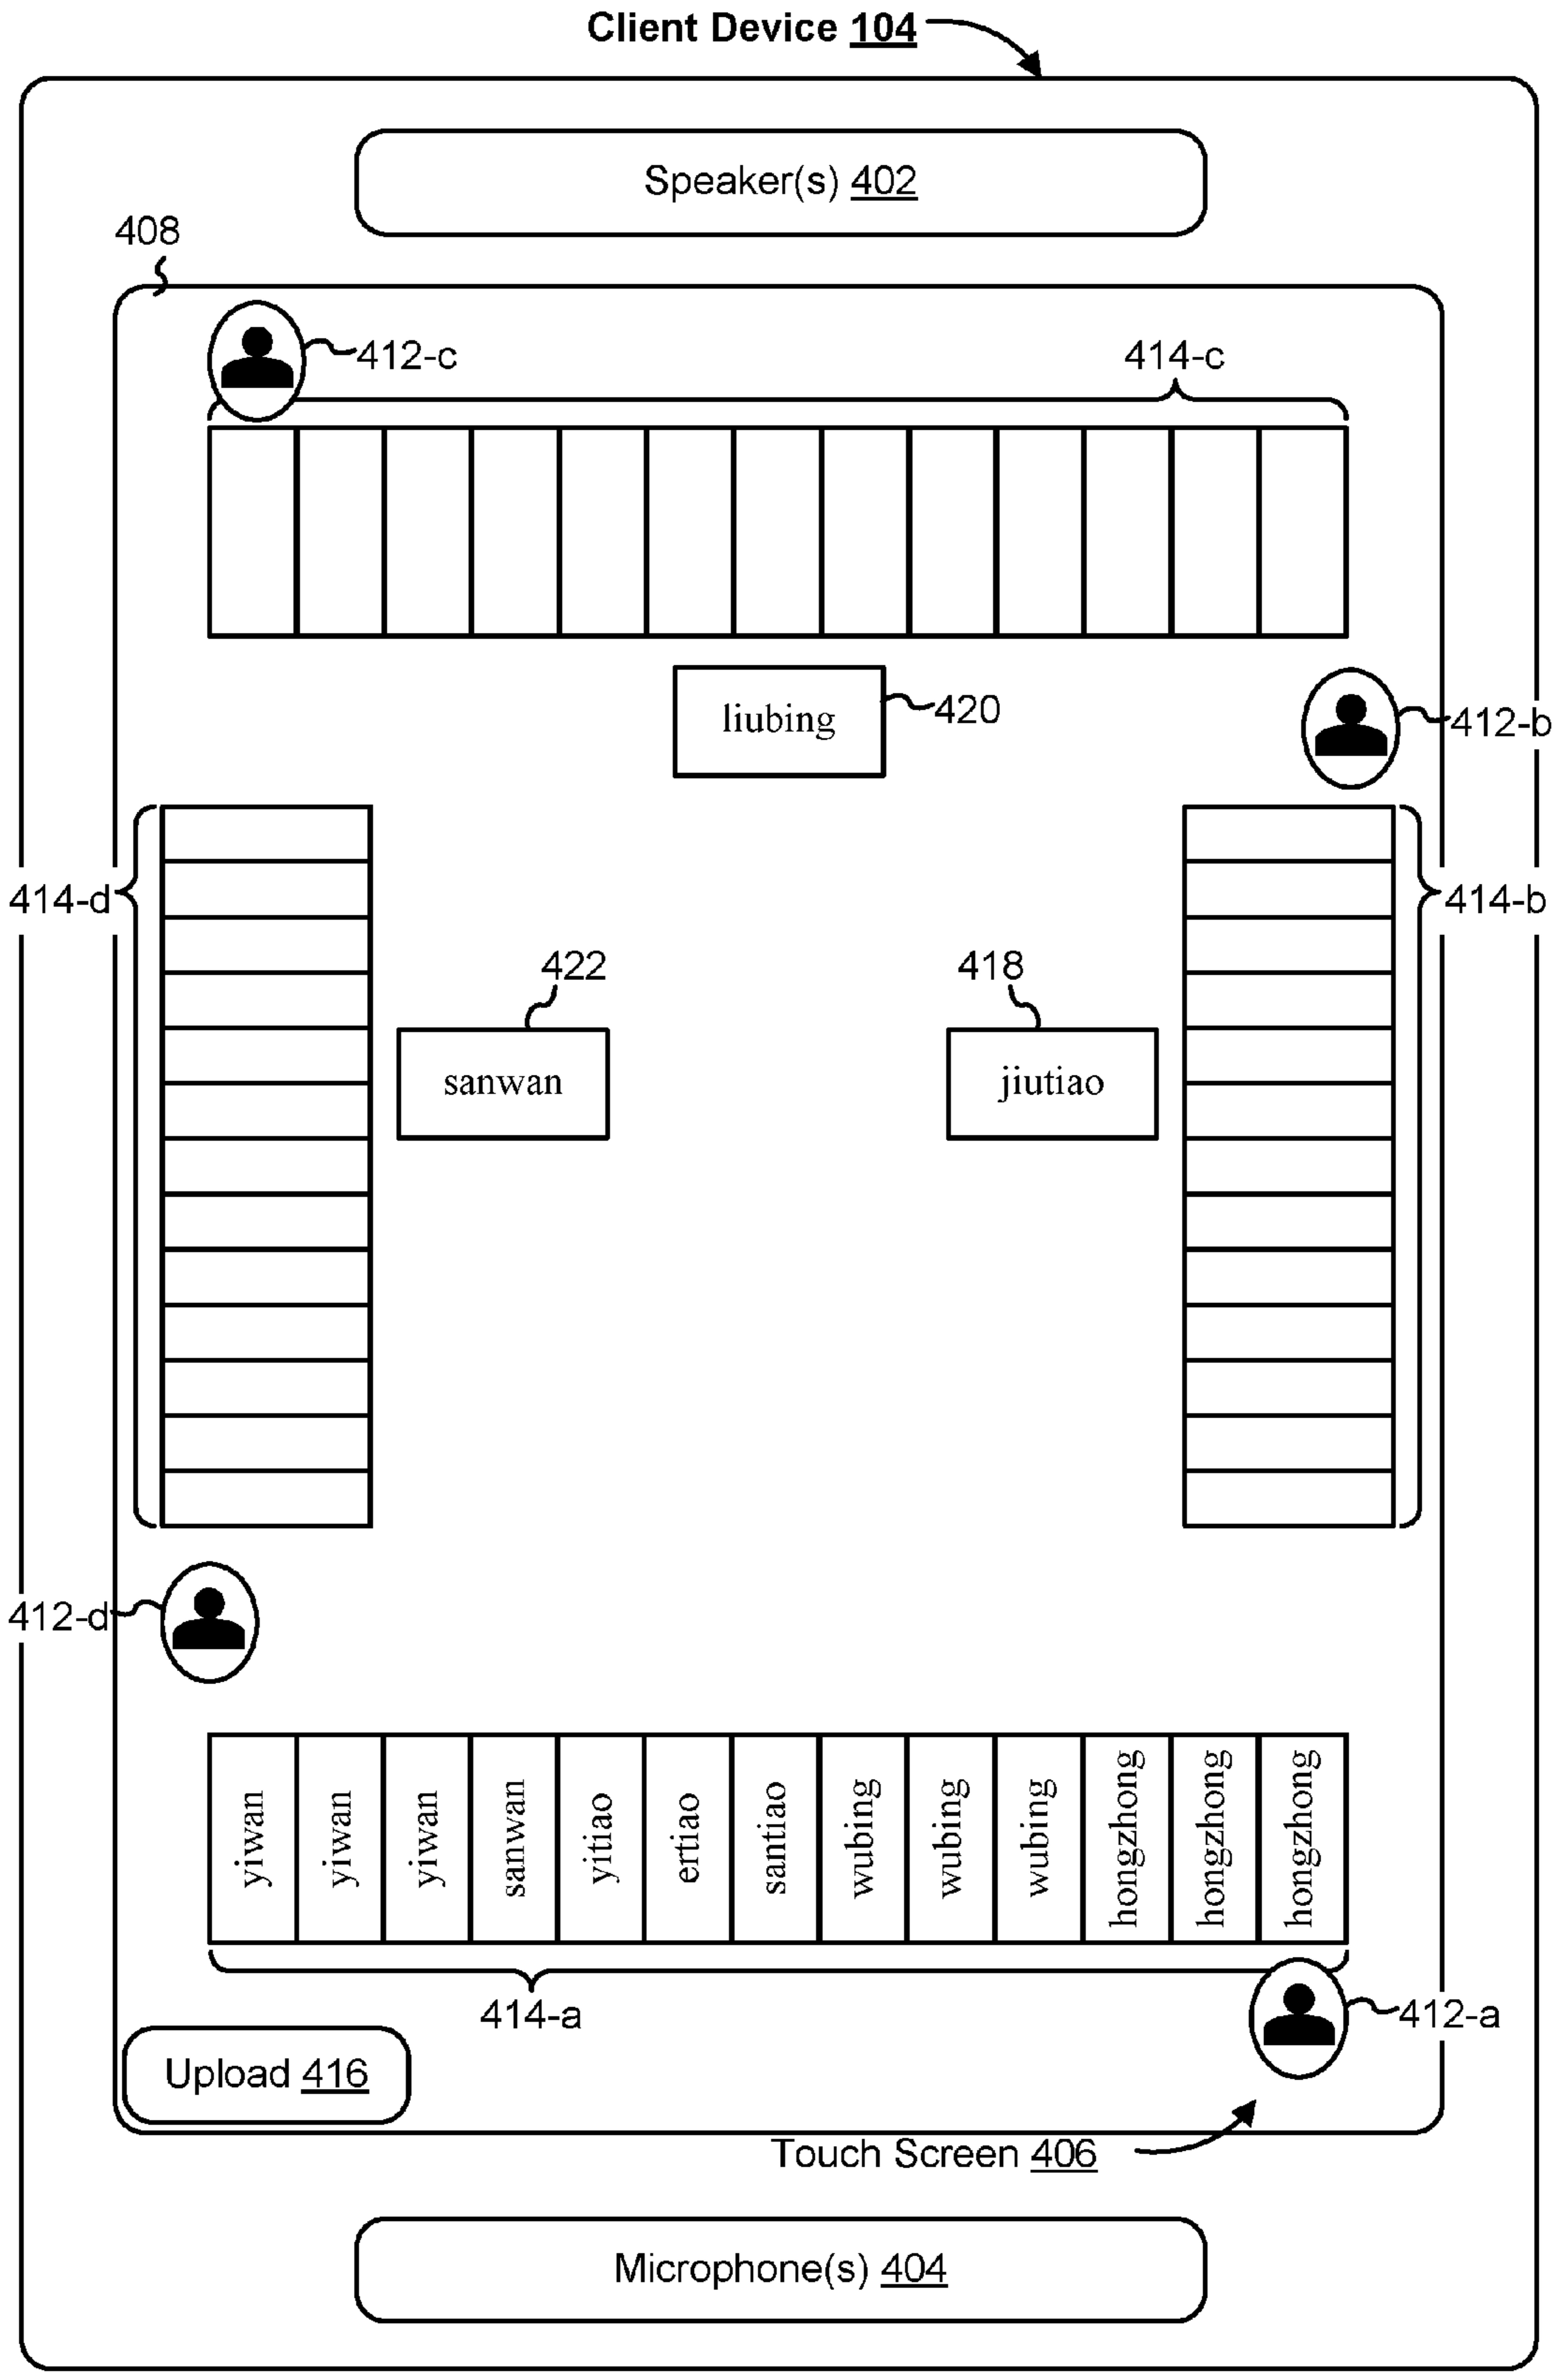 Client Device 104
Speaker(s) 402
408
412-c
414-c
liubing
420
412-b
414-d
414-b
422
418
sanwan
jiutiao
412-d
yiwan
yiwan
yiwan
sanwan
yitiao
ertiao
santiao
wubing
wubing
wubing
hongzhong
hongzhong
hongzhong
414-a
412-a
Upload 416
Touch Screen 406
Microphone(s) 404